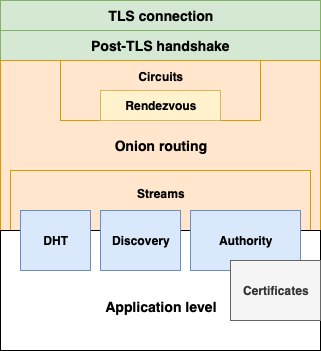 TLS connection
Post-TLS handshake
Circuits
Rendezvous
Onion routing
Streams
DHT
Discovery
Authority
Certificates
Application level